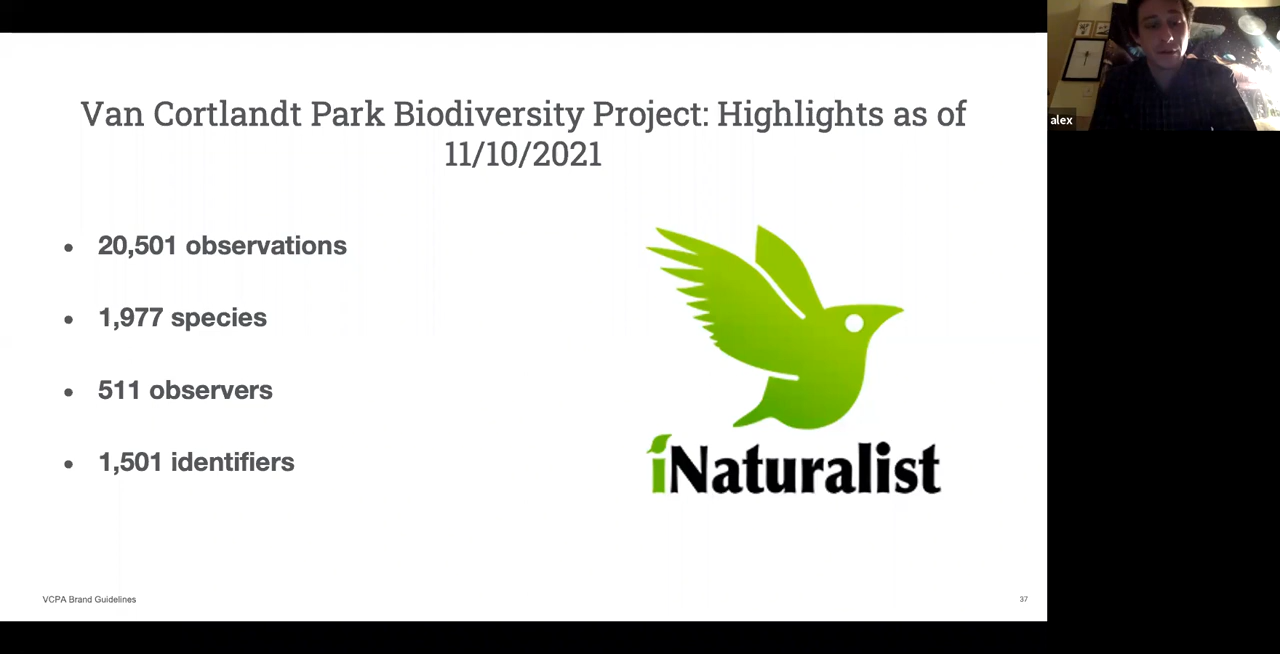 Van Cortlandt Park Biodiversity Project: Highlights as of
11/10/2021
• 20,501 observations
• 1,977 species
• 511 observers
• 1,501 identifiers
iNaturalist
VCPA Brand Guidelines
37
alex